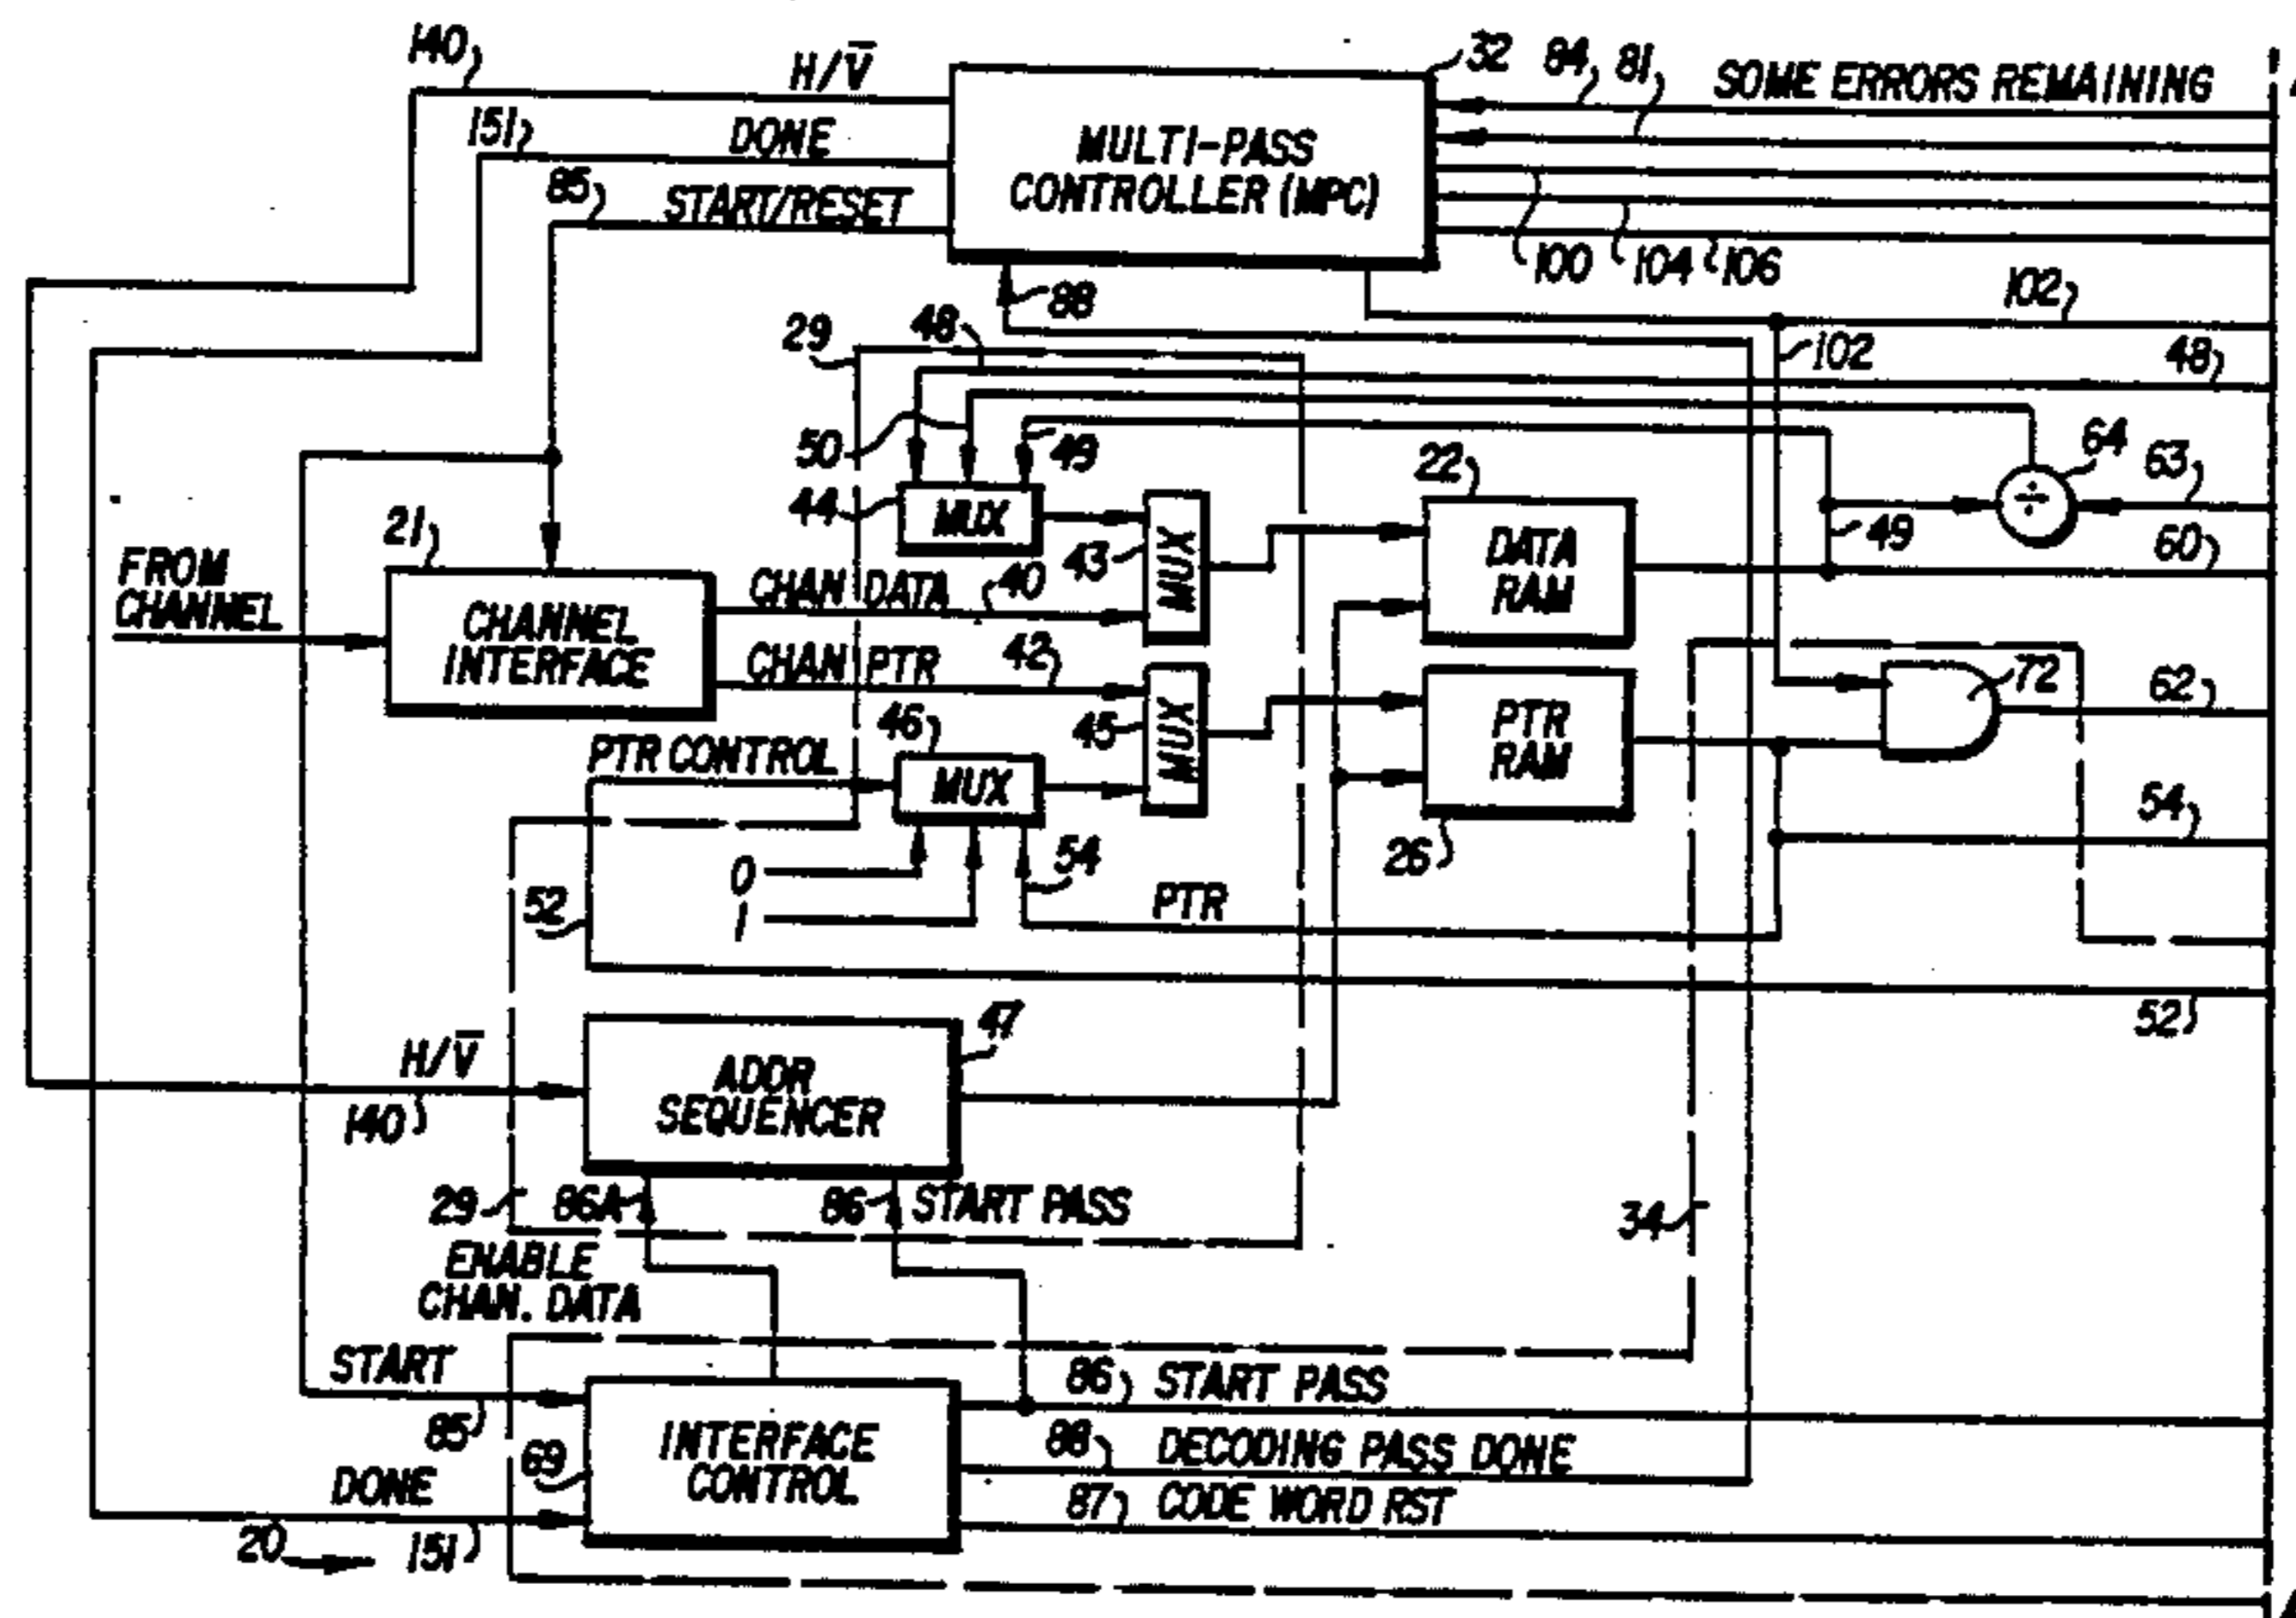 140
H/V̅
32
84
81
SOME ERRORS REMAINING
151
DONE
MULTI-PASS
CONTROLLER (MPC)
85
START/RESET
100
104
106
88
102
29
48
102
48
50
49
22
64
63
44
MUX
43
MUX
DATA
RAM
÷
49
60
21
FROM
CHANNEL
CHANNEL
INTERFACE
CHAN DATA
40
CHAN PTR
42
46
45
MUX
PTR
RAM
72
62
PTR CONTROL
MUX
54
0
1
54
26
52
PTR
52
47
H/V̅
140
ADDR
SEQUENCER
29
86A
86
START PASS
34
ENABLE
CHAN. DATA
START
85
86
START PASS
69
INTERFACE
CONTROL
88
DECODING PASS DONE
DONE
87
CODE WORD RST
20
151